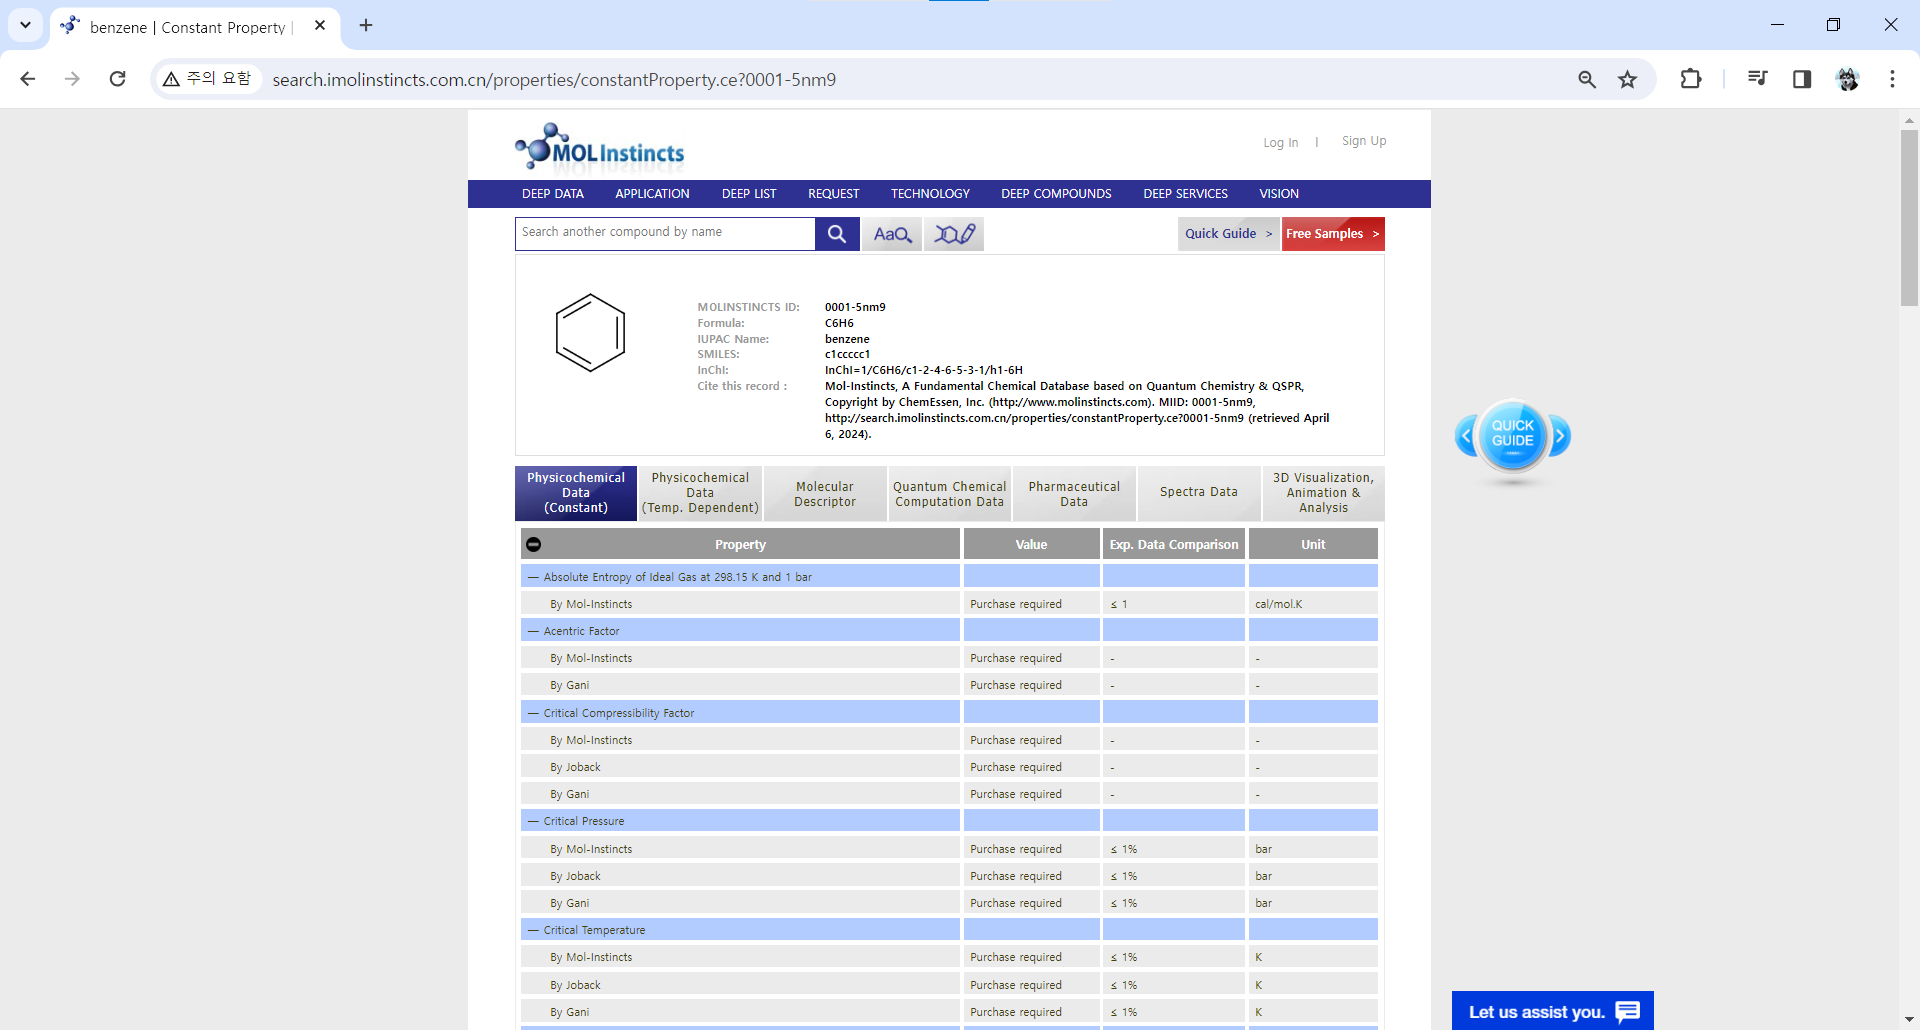 benzene | Constant Property |
주의 요함
search.imolinstincts.com.cn/properties/constantProperty.ce?0001-5nm9
MOLInstincts
Log In | Sign Up
DEEP DATA APPLICATION DEEP LIST REQUEST TECHNOLOGY DEEP COMPOUNDS DEEP SERVICES VISION
Search another compound by name
AaQ
Quick Guide >
Free Samples >
MOLINSTINCTS ID: 0001-5nm9
Formula: C6H6
IUPAC Name: benzene
SMILES: c1ccccc1
InChI: InChI=1/C6H6/c1-2-4-6-5-3-1/h1-6H
Cite this record : Mol-Instincts, A Fundamental Chemical Database based on Quantum Chemistry & QSPR,
Copyright by ChemEssen, Inc. (http://www.molinstincts.com). MIID: 0001-5nm9,
http://search.imolinstincts.com.cn/properties/constantProperty.ce?0001-5nm9 (retrieved April
6, 2024).
QUICK
GUIDE
Physicochemical
Data
(Constant)
Physicochemical
Data
(Temp. Dependent)
Molecular
Descriptor
Quantum Chemical
Computation Data
Pharmaceutical
Data
Spectra Data
3D Visualization,
Animation &
Analysis
Property Value Exp. Data Comparison Unit
— Absolute Entropy of Ideal Gas at 298.15 K and 1 bar
By Mol-Instincts Purchase required ≤ 1 cal/mol.K
— Acentric Factor
By Mol-Instincts Purchase required - -
By Gani Purchase required - -
— Critical Compressibility Factor
By Mol-Instincts Purchase required - -
By Joback Purchase required - -
By Gani Purchase required - -
— Critical Pressure
By Mol-Instincts Purchase required ≤ 1% bar
By Joback Purchase required ≤ 1% bar
By Gani Purchase required ≤ 1% bar
— Critical Temperature
By Mol-Instincts Purchase required ≤ 1% K
By Joback Purchase required ≤ 1% K
By Gani Purchase required ≤ 1% K
Let us assist you.